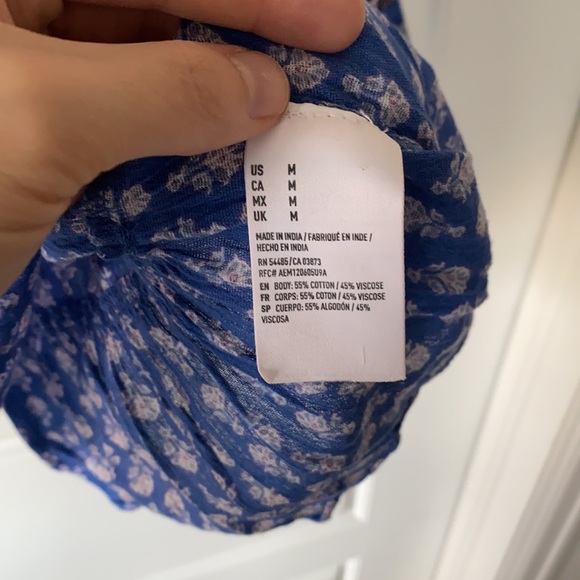 US M
CA M
MX M
UK M
MADE IN INDIA / FABRIQUÉ EN INDE /
HECHO EN INDIA
RN 54485/CA 03873
RFC# AEM120605U9A
EN BODY: 55% COTTON / 45% VISCOSE
FR CORPS: 55% COTON / 45% VISCOSE
SP CUERPO: 55% ALGODÓN / 45%
VISCOSA